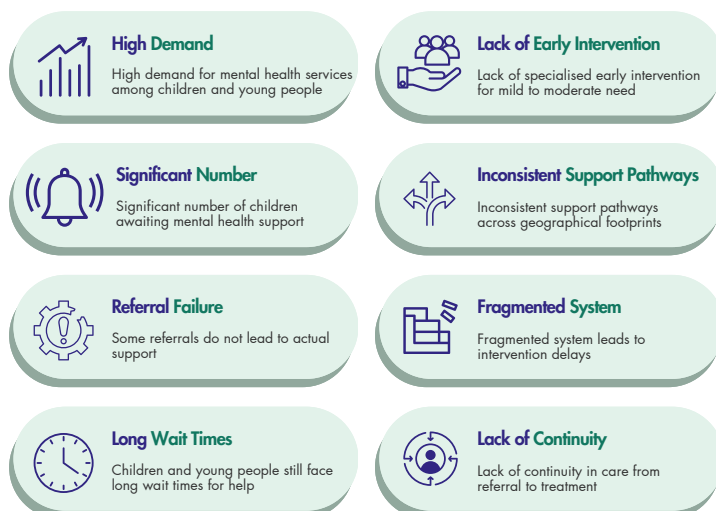 High Demand
High demand for mental health services
among children and young people
Lack of Early Intervention
Lack of specialised early intervention
for mild to moderate need
Significant Number
Significant number of children
awaiting mental health support
Inconsistent Support Pathways
Inconsistent support pathways
across geographical footprints
Referral Failure
Some referrals do not lead to actual
support
Fragmented System
Fragmented system leads to
intervention delays
Long Wait Times
Children and young people still face
long wait times for help
Lack of Continuity
Lack of continuity in care from
referral to treatment